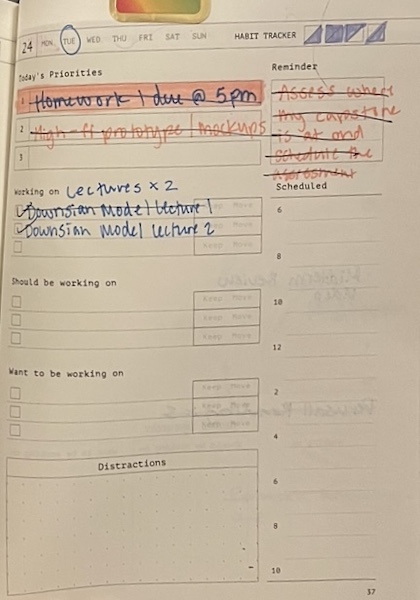 24 MON TUE WED THU FRI SAT SUN HABIT TRACKER
Today's Priorities
1 Homework 1 due @ 5pm
2 High-fi prototype / mockups
3
Reminder
Assess where
my capstone
is at and
schedule the
assessment
Working on Lectures x 2
Downsian Model Lecture 1 Keep Move
Downsian Model Lecture 2 Keep Move
Keep Move
Scheduled
6
8
10
12
2
4
6
8
10
Should be working on
Keep Move
Keep Move
Keep Move
Want to be working on
Keep Move
Keep Move
Keep Move
Distractions
37